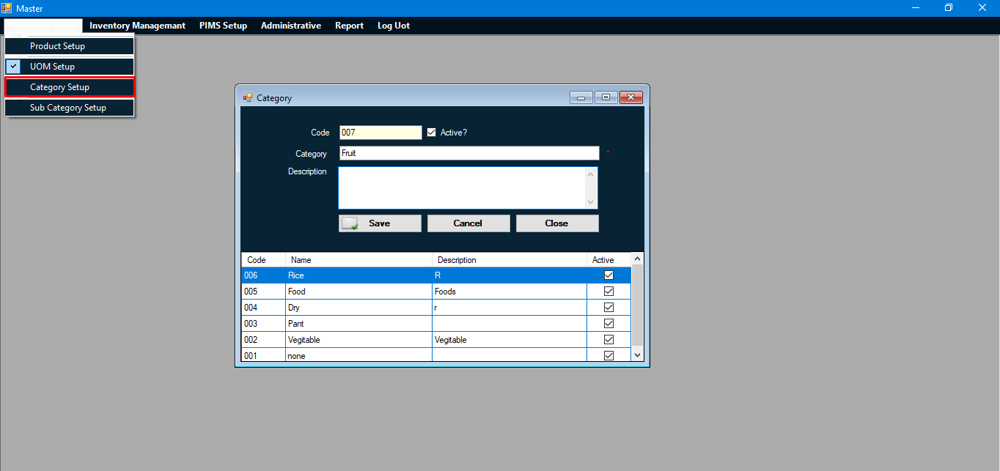 Master
Inventory Management PIMS Setup Administrative Report Log Uot
Product Setup
UOM Setup
Category Setup
Sub Category Setup
Category
Code 007 Active?
Category Fruit *
Description
Save Cancel Close
Code Name Description Active
006 Rice R
005 Food Foods
004 Dry r
003 Pant
002 Vegitable Vegitable
001 none